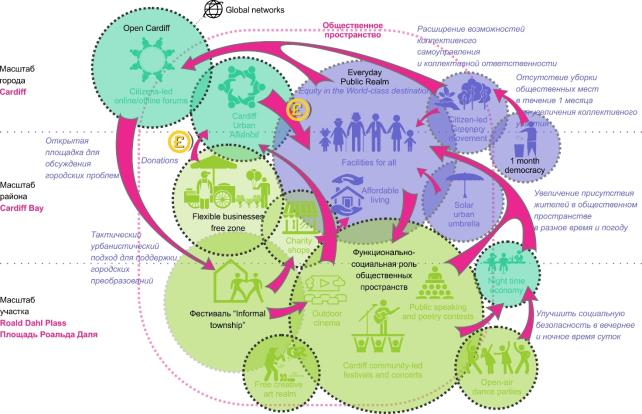 Global networks
Open Cardiff
Общественное
пространство
Расширение возможностей
коллективного
самоуправления
и коллективной ответственности
Масштаб
города
Cardiff
Citizens-led
online/offline forums
Cardiff
Urban
Alliance
Everyday
Public Realm
Equity in the World-class destination
Citizen-led
Greenery
movement
Отсутствие уборки
общественных мест
в течение 1 месяца
увеличения коллективного
Открытая
площадка для
обсуждения
городских проблем
Donations
Facilities for all
1 month
democracy
Масштаб
района
Cardiff Bay
Flexible businesses
free zone
Affordable
living
Solar
urban
umbrella
Увеличение присутствия
жителей в общественном
пространстве
в разное время и погоду
Тактический
урбанистический
подход для поддержки
городских
преобразований
Charity
shops
Функционально-
социальная роль
общественных
пространств
Night time
economy
Масштаб
участка
Roald Dahl Plass
Площадь Роальда Даля
Фестиваль "Informal
township"
Outdoor
cinema
Public speaking
and poetry contests
Улучшить социальную
безопасность в вечернее
и ночное время суток
Cardiff community-led
festivals and concerts
Free creative
art realm
Open-air
dance parties